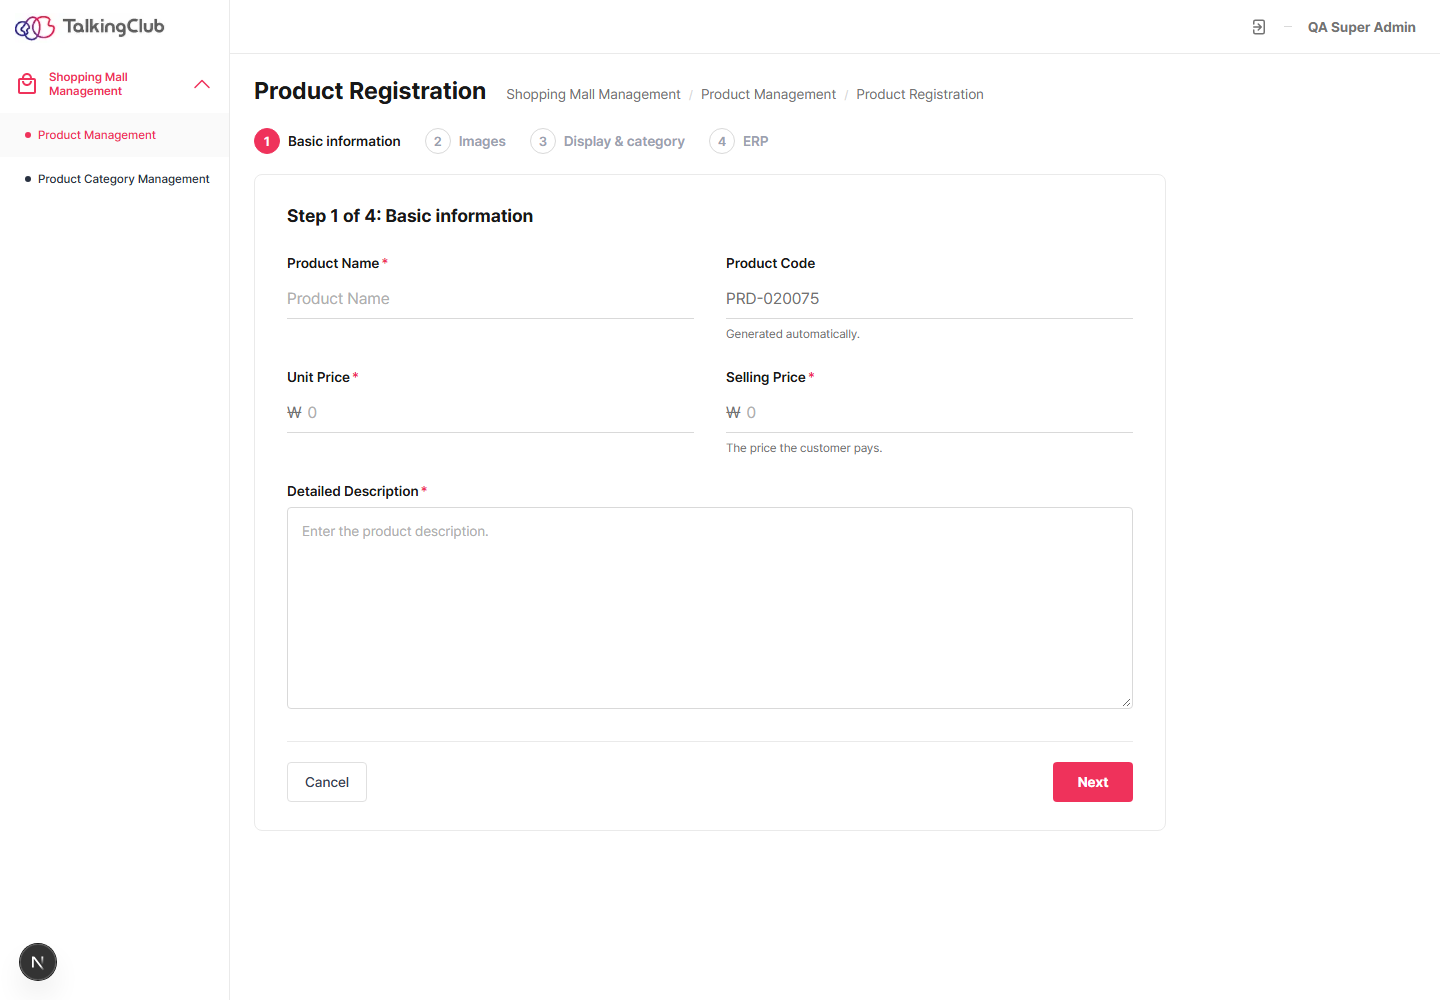 TalkingClub
QA Super Admin
Shopping Mall
Management
Product Management
Product Category Management
Product Registration
Shopping Mall Management / Product Management / Product Registration
1 Basic information
2 Images
3 Display & category
4 ERP
Step 1 of 4: Basic information
Product Name *
Product Name
Product Code
PRD-020075
Generated automatically.
Unit Price *
₩ 0
Selling Price *
₩ 0
The price the customer pays.
Detailed Description *
Enter the product description.
Cancel
Next
N